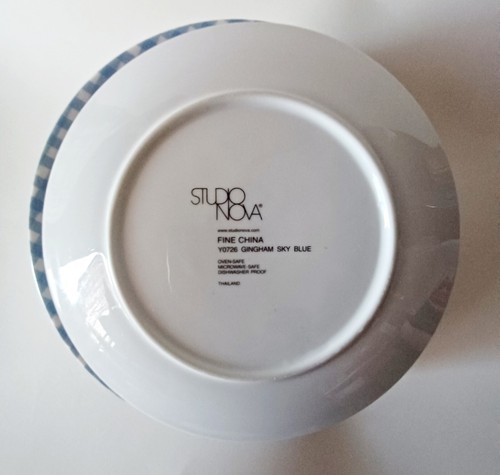 STUDIO
NOVA®
www.studionova.com
FINE CHINA
Y0726 GINGHAM SKY BLUE
OVEN-SAFE
MICROWAVE SAFE
DISHWASHER PROOF
THAILAND